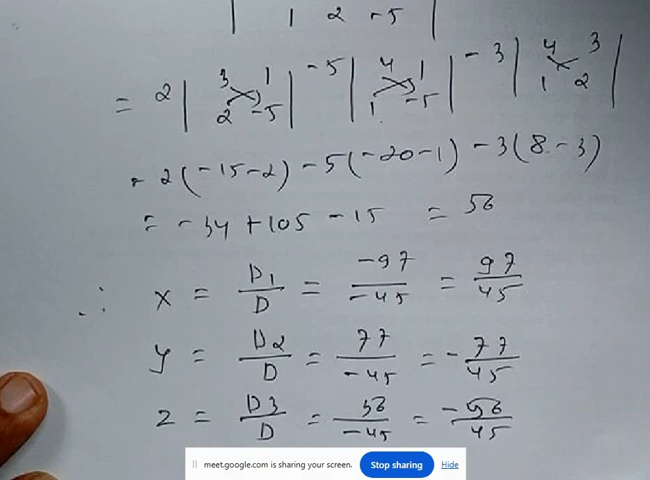 | 1 2 -5 |
= 2 | 3 1 2 -5 | -5 | 4 1 1 -5 | -3 | 4 3 1 2 |
= 2(-15-2) -5(-20-1) -3(8-3)
= -34 +105 -15 = 56
∴ x = D1/D = -97/-45 = 97/45
y = D2/D = 77/-45 = -77/45
z = D3/D = 56/-45 = -56/45
meet.google.com is sharing your screen. Stop sharing Hide